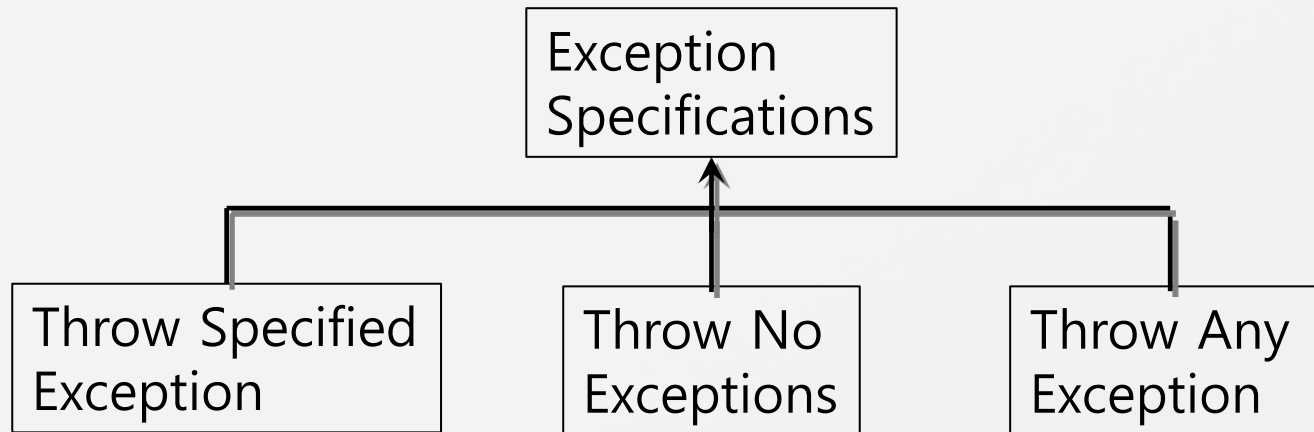 Exception
Specifications
Throw Specified
Exception
Throw No
Exceptions
Throw Any
Exception